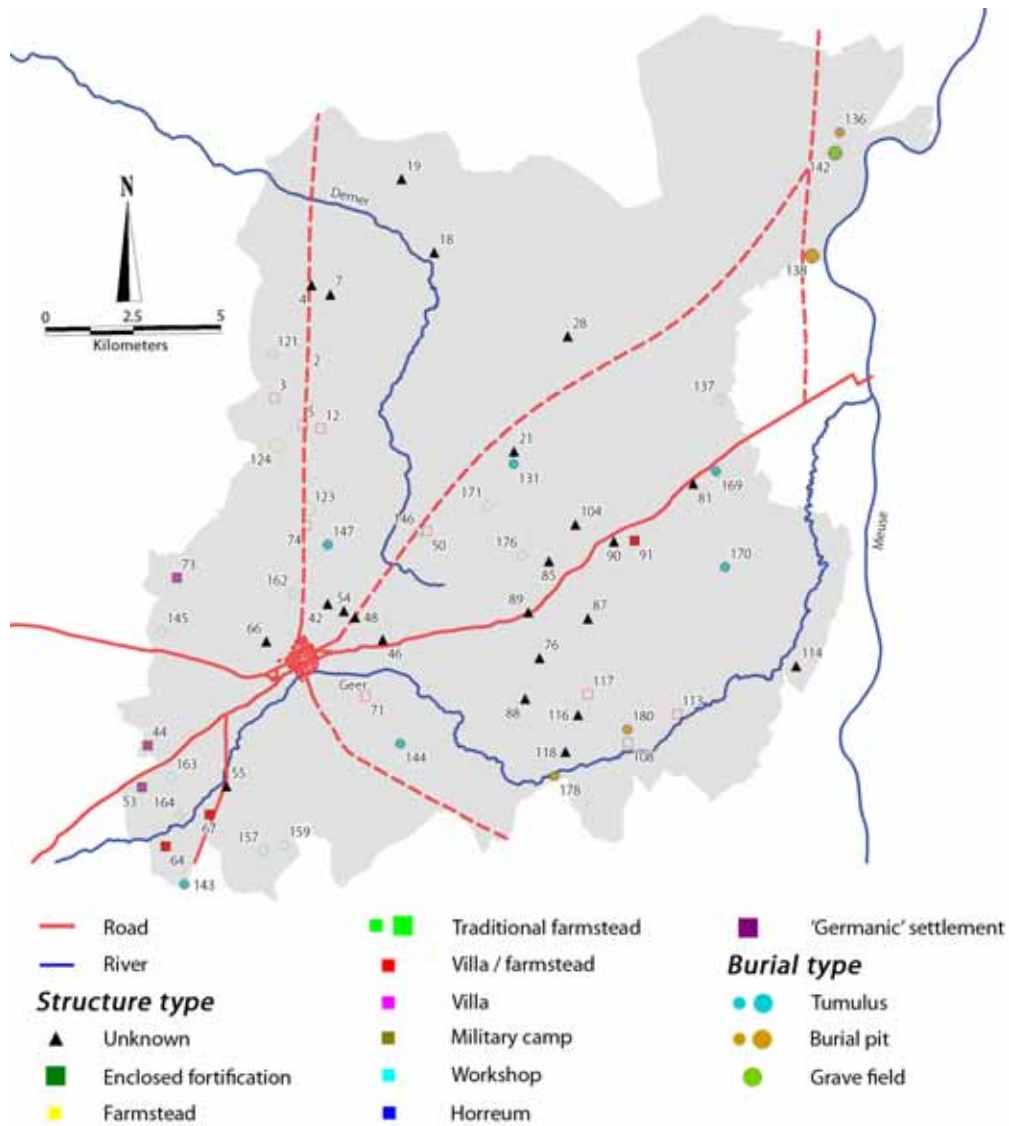 136
142
19
Demer
N
18
138
7
4
0 2.5 5
Kilometers
28
121
2
3
137
5 12
21
124
131
81 169
171
123
104
146
Meuse
74 147
50
176
90 91
73
85
170
162
42 54
48
89
87
145
66
46
76
114
Geer
117
71
88
113
116
180
44
118
108
144
163
178
55
53 164
67
157 159
64
143
Road
River
Structure type
Unknown
Enclosed fortification
Farmstead
Traditional farmstead
Villa / farmstead
Villa
Military camp
Workshop
Horreum
'Germanic' settlement
Burial type
Tumulus
Burial pit
Grave field